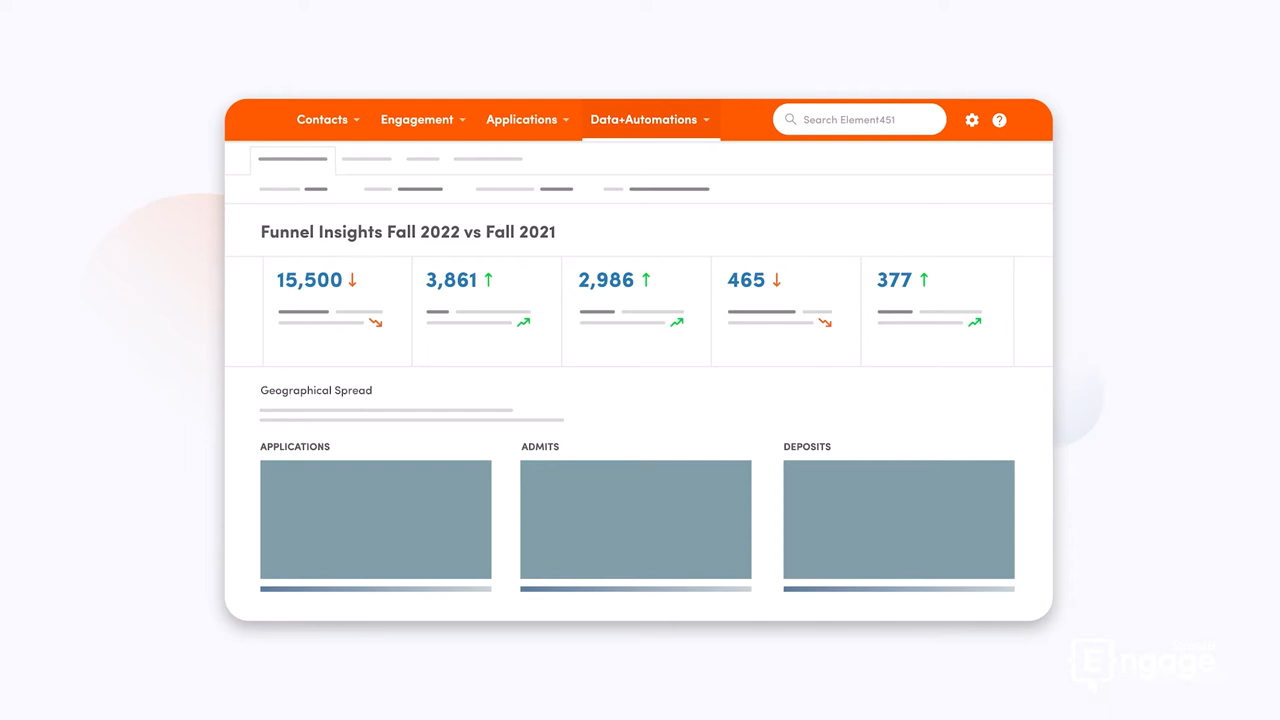 Contacts Engagement Applications Data+Automations Search Element451
Funnel Insights Fall 2022 vs Fall 2021
15,500 3,861 2,986 465 377
Geographical Spread
APPLICATIONS ADMITS DEPOSITS
Engage